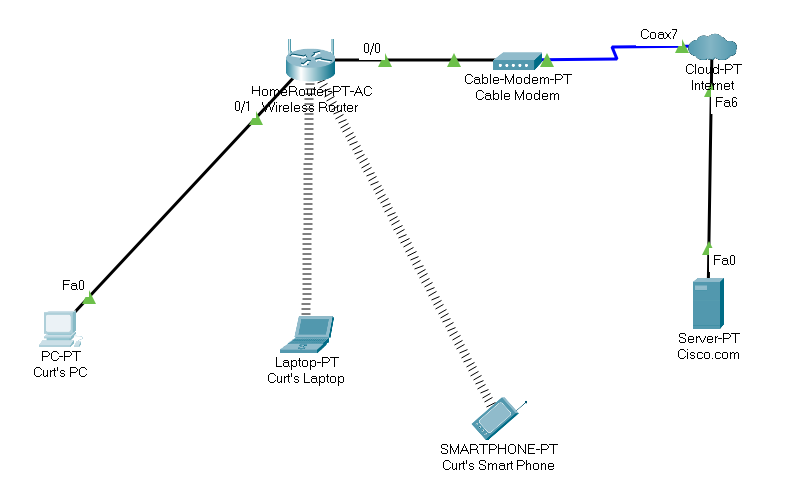 Coax7
0/0
Cloud-PT
Internet
Cable-Modem-PT
Cable Modem
HomeRouter-PT-AC
Wireless Router
0/1
Fa6
Fa0
Fa0
Server-PT
Cisco.com
PC-PT
Curt's PC
Laptop-PT
Curt's Laptop
SMARTPHONE-PT
Curt's Smart Phone